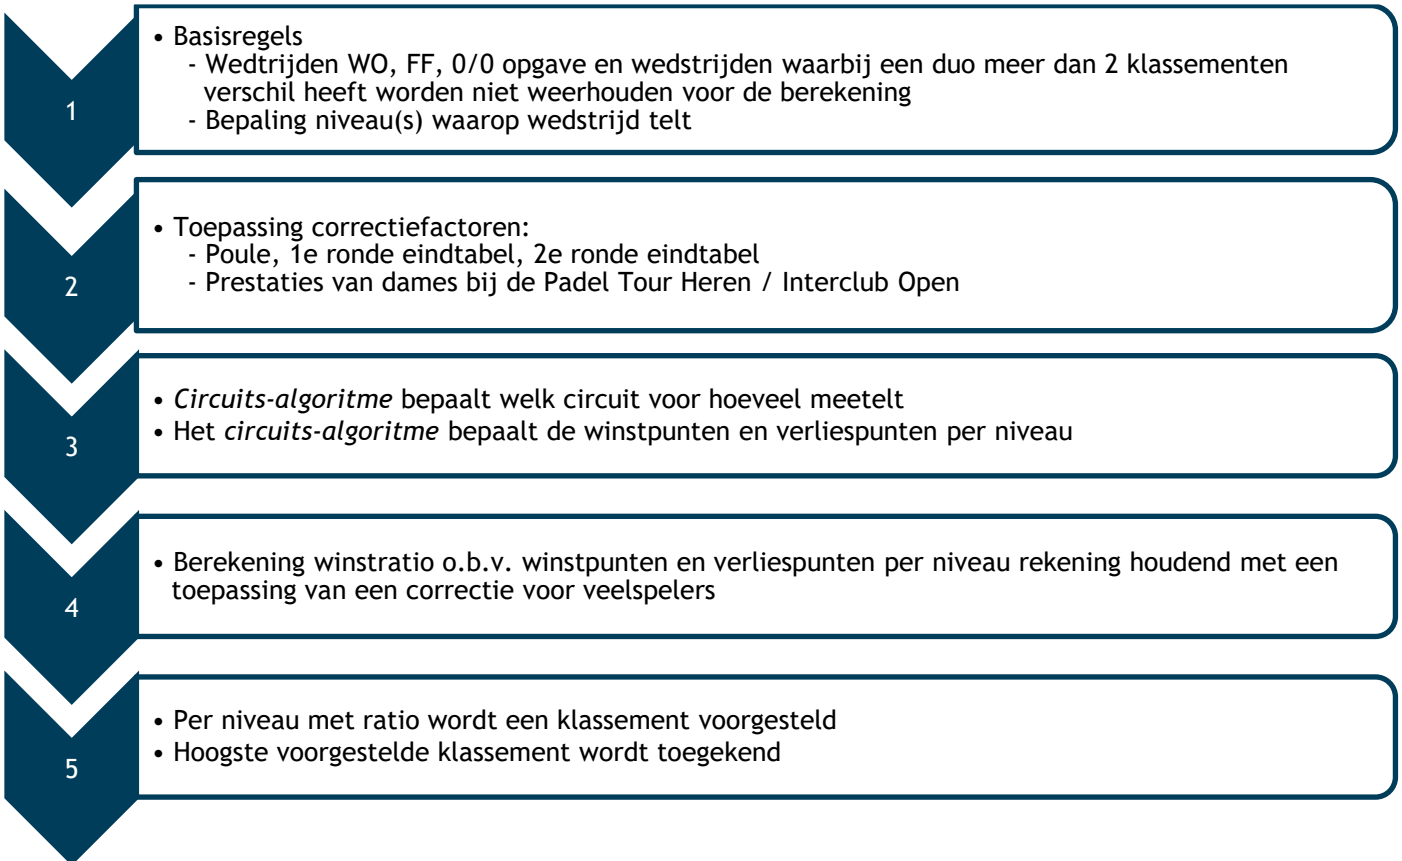 1
• Basisregels
- Wedtrijden WO, FF, 0/0 opgave en wedstrijden waarbij een duo meer dan 2 klassementen
verschil heeft worden niet weerhouden voor de berekening
- Bepaling niveau(s) waarop wedstrijd telt
2
• Toepassing correctiefactoren:
- Poule, 1e ronde eindtabel, 2e ronde eindtabel
- Prestaties van dames bij de Padel Tour Heren / Interclub Open
3
• Circuits-algoritme bepaalt welk circuit voor hoeveel meetelt
• Het circuits-algoritme bepaalt de winstpunten en verliespunten per niveau
4
• Berekening winstratio o.b.v. winstpunten en verliespunten per niveau rekening houdend met een
toepassing van een correctie voor veelspelers
5
• Per niveau met ratio wordt een klassement voorgesteld
• Hoogste voorgestelde klassement wordt toegekend